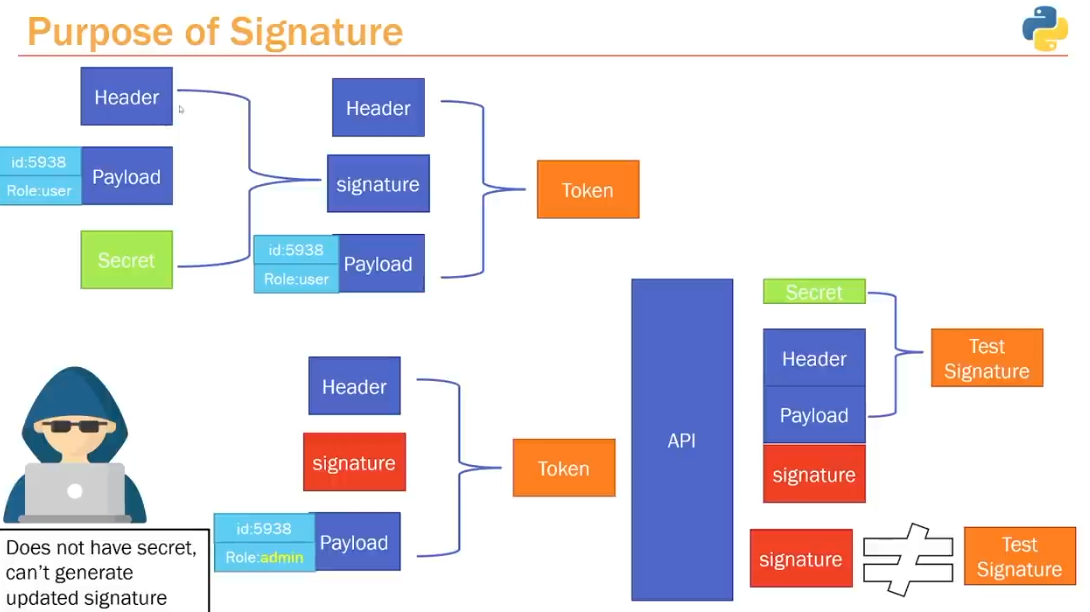 Purpose of Signature
Header
id:5938
Role:user
Payload
Secret
Header
signature
id:5938
Role:user
Payload
Token
Header
signature
id:5938
Role:admin
Payload
Token
Does not have secret,
can't generate
updated signature
API
Secret
Header
Payload
signature
Test
Signature
signature
Test
Signature